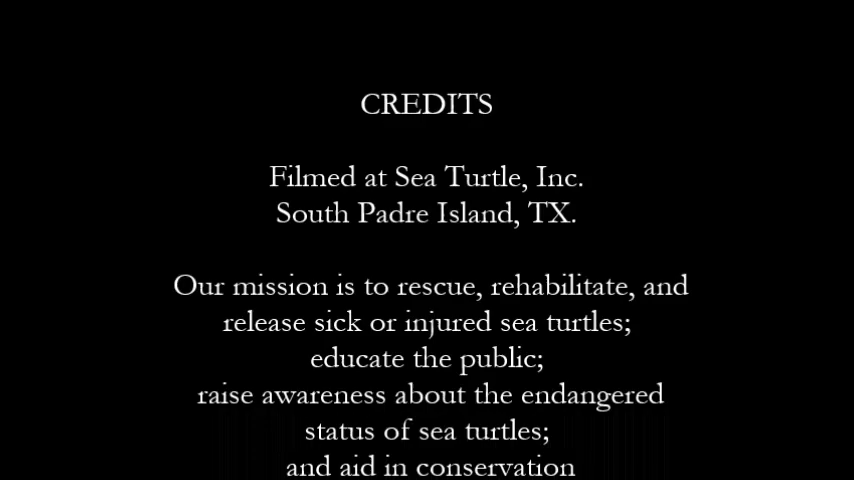 CREDITS
Filmed at Sea Turtle, Inc.
South Padre Island, TX.
Our mission is to rescue, rehabilitate, and
release sick or injured sea turtles;
educate the public;
raise awareness about the endangered
status of sea turtles;
and aid in conservation